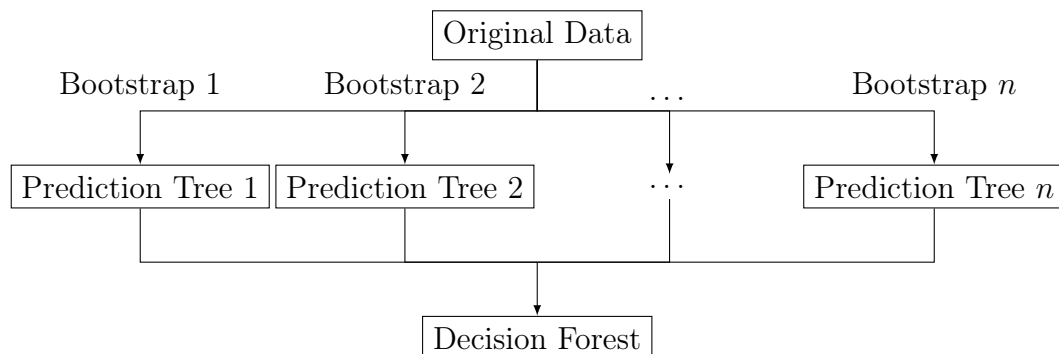 Original Data
Bootstrap 1 Bootstrap 2 ... Bootstrap n
Prediction Tree 1 Prediction Tree 2 ... Prediction Tree n
Decision Forest